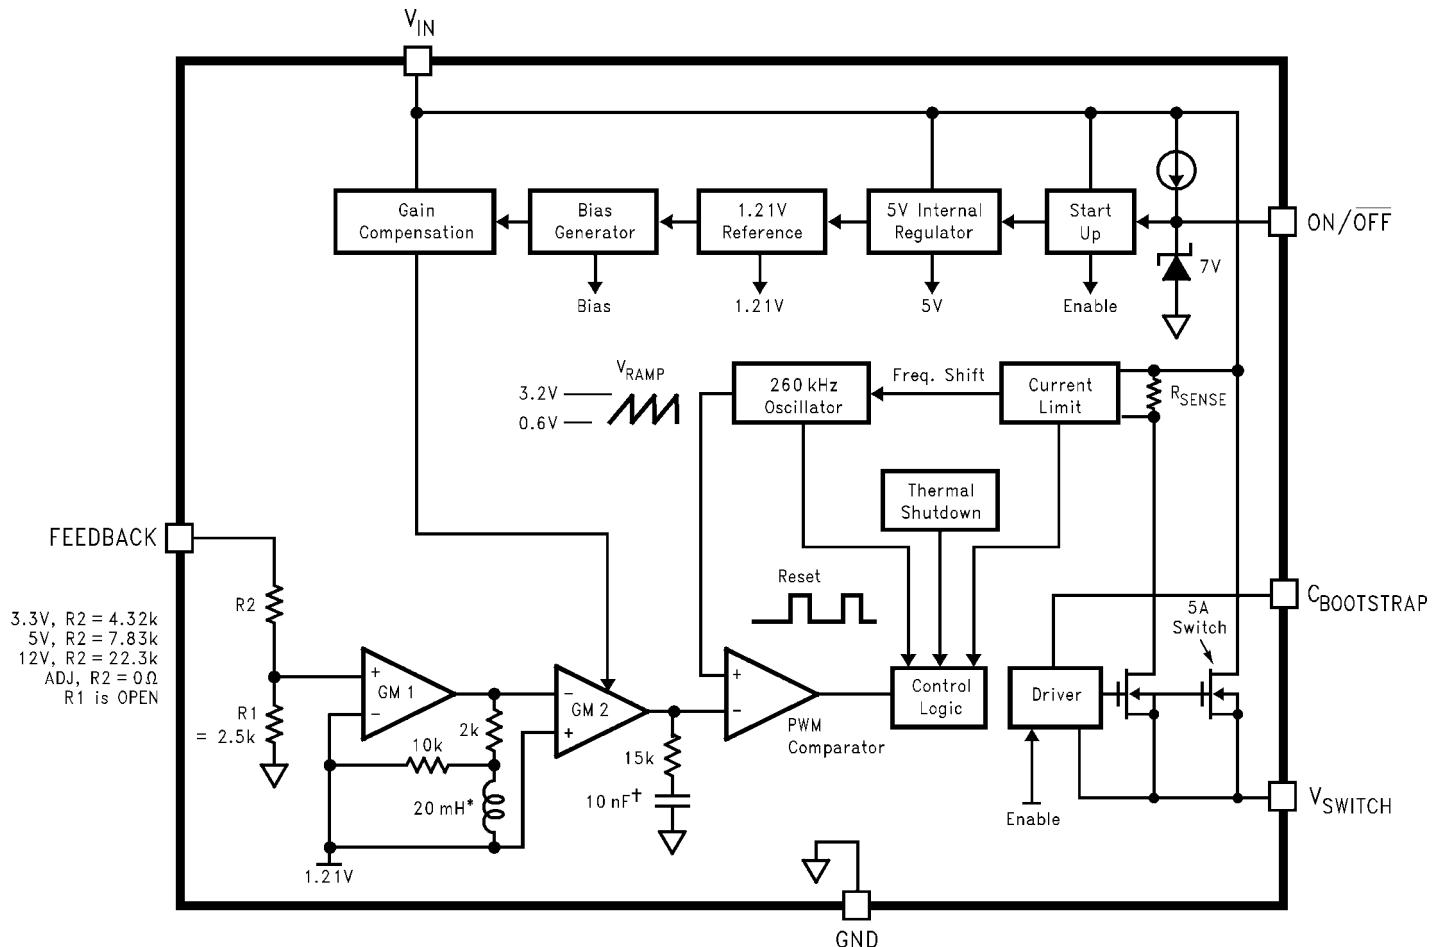 VIN
Gain
Compensation
Bias
Generator
1.21V
Reference
5V Internal
Regulator
Start
Up
ON/OFF
7V
Bias
1.21V
5V
Enable
VRAMP
3.2V
0.6V
260 kHz
Oscillator
Freq. Shift
Current
Limit
RSENSE
Thermal
Shutdown
FEEDBACK
3.3V, R2 = 4.32k
5V, R2 = 7.83k
12V, R2 = 22.3k
ADJ, R2 = 0Ω
R1 is OPEN
R2
R1
= 2.5k
Reset
CBOOTSTRAP
5A
Switch
+
GM 1
−
2k
10k
20 mH*
1.21V
−
GM 2
+
15k
10 nF†
+
−
PWM
Comparator
Control
Logic
Driver
Enable
VSWITCH
GND